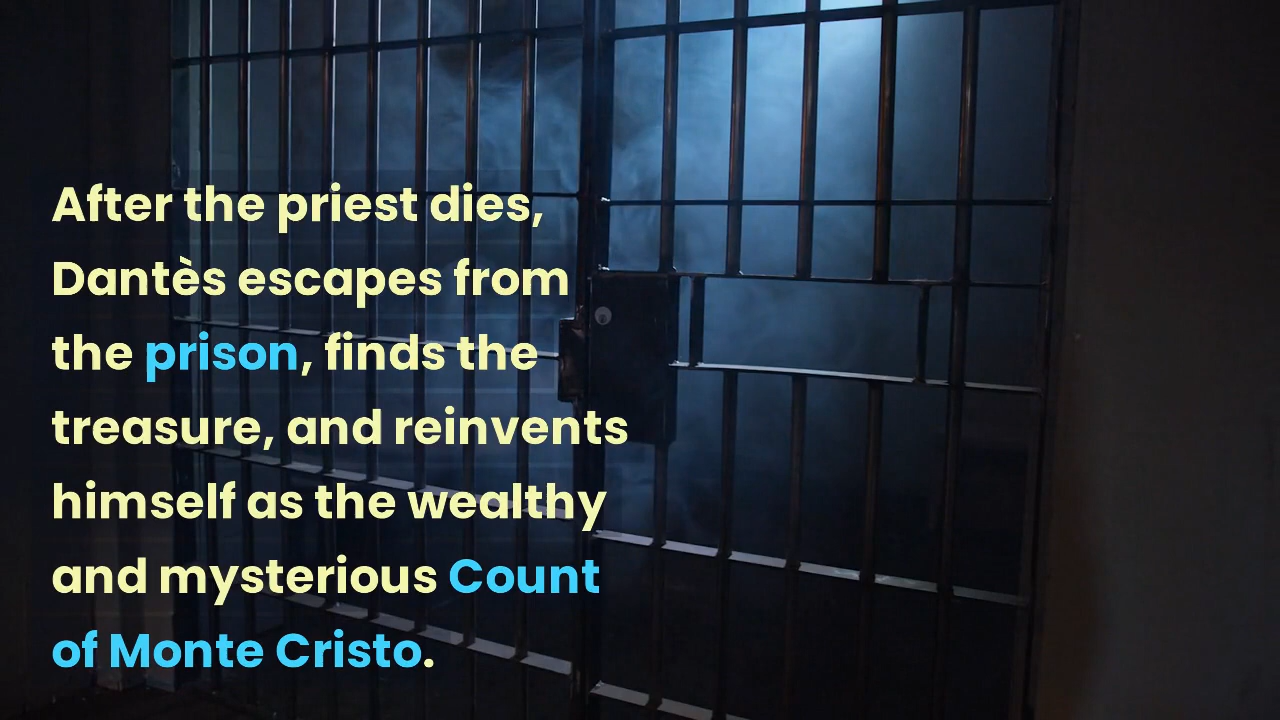 After the priest dies,
Dantès escapes from
the prison, finds the
treasure, and reinvents
himself as the wealthy
and mysterious Count
of Monte Cristo.